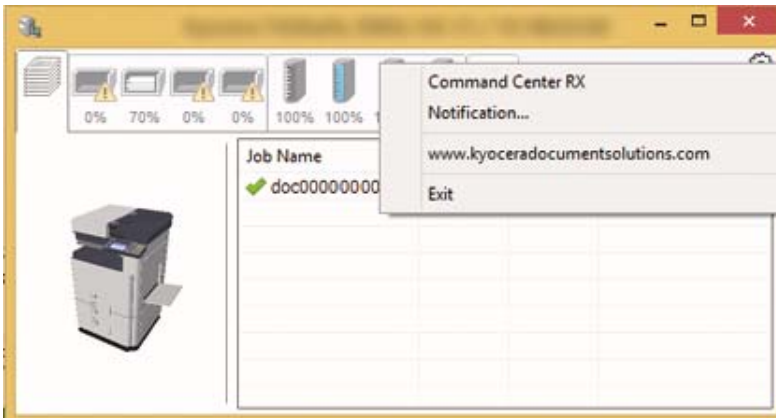 Command Center RX
Notification...
www.kyoceradocumentsolutions.com
Exit
0% 70% 0% 0% 100% 100%
Job Name
doc00000000